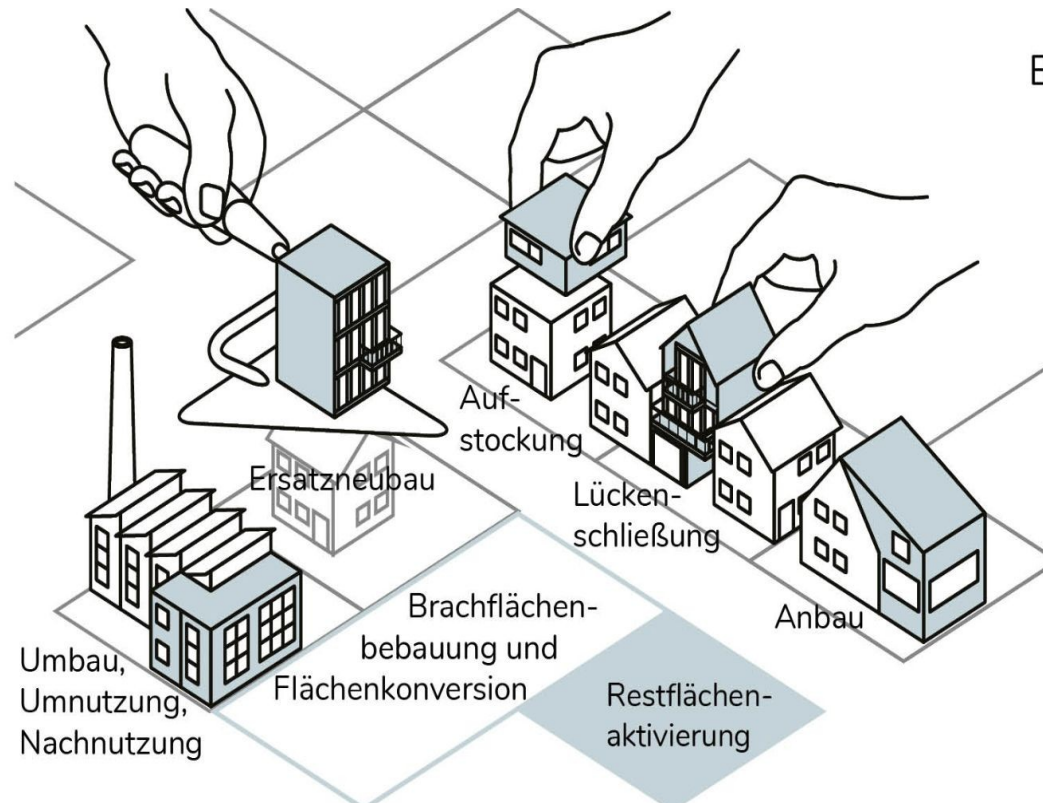 E
Auf-
stockung
Ersatzneubau
Lücken-
schließung
Anbau
Brachflächen-
bebauung und
Flächenkonversion
Umbau,
Umnutzung,
Nachnutzung
Restflächen-
aktivierung